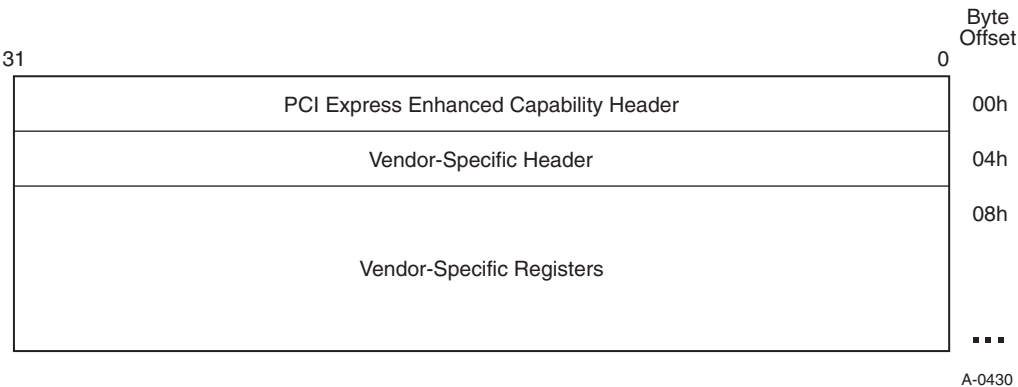 Byte
Offset
31 0
PCI Express Enhanced Capability Header 00h
Vendor-Specific Header 04h
08h
Vendor-Specific Registers
...
A-0430